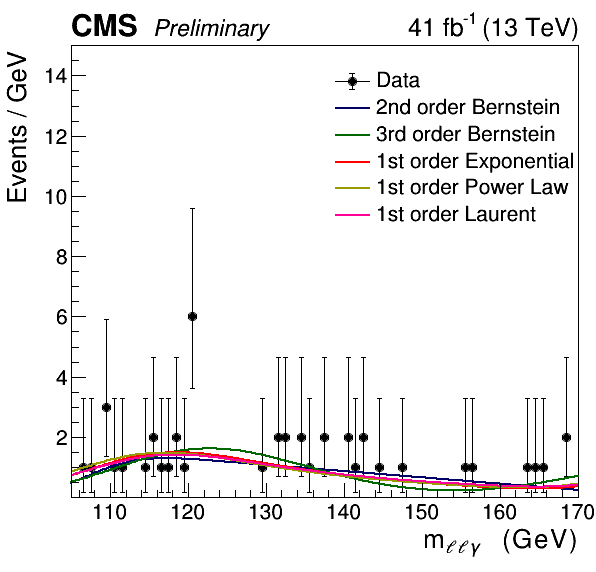 CMS Preliminary 41 fb-1 (13 TeV)
Events / GeV
14
12
10
8
6
4
2
Data
2nd order Bernstein
3rd order Bernstein
1st order Exponential
1st order Power Law
1st order Laurent
110 120 130 140 150 160 170
mℓℓγ (GeV)